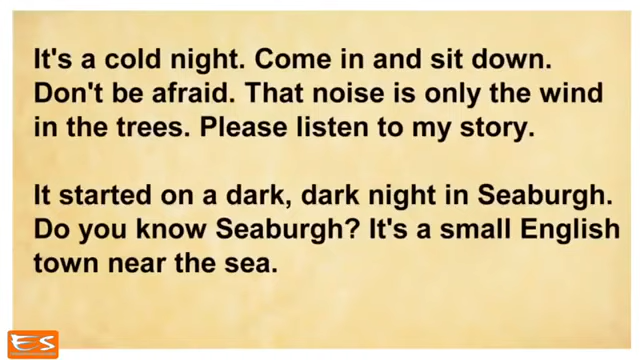 It's a cold night. Come in and sit down.
Don't be afraid. That noise is only the wind
in the trees. Please listen to my story.
It started on a dark, dark night in Seaburgh.
Do you know Seaburgh? It's a small English
town near the sea.
ES